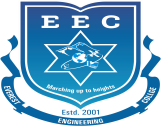 EEC
Marching up to heights
Estd. 2001
EVEREST ENGINEERING COLLEGE